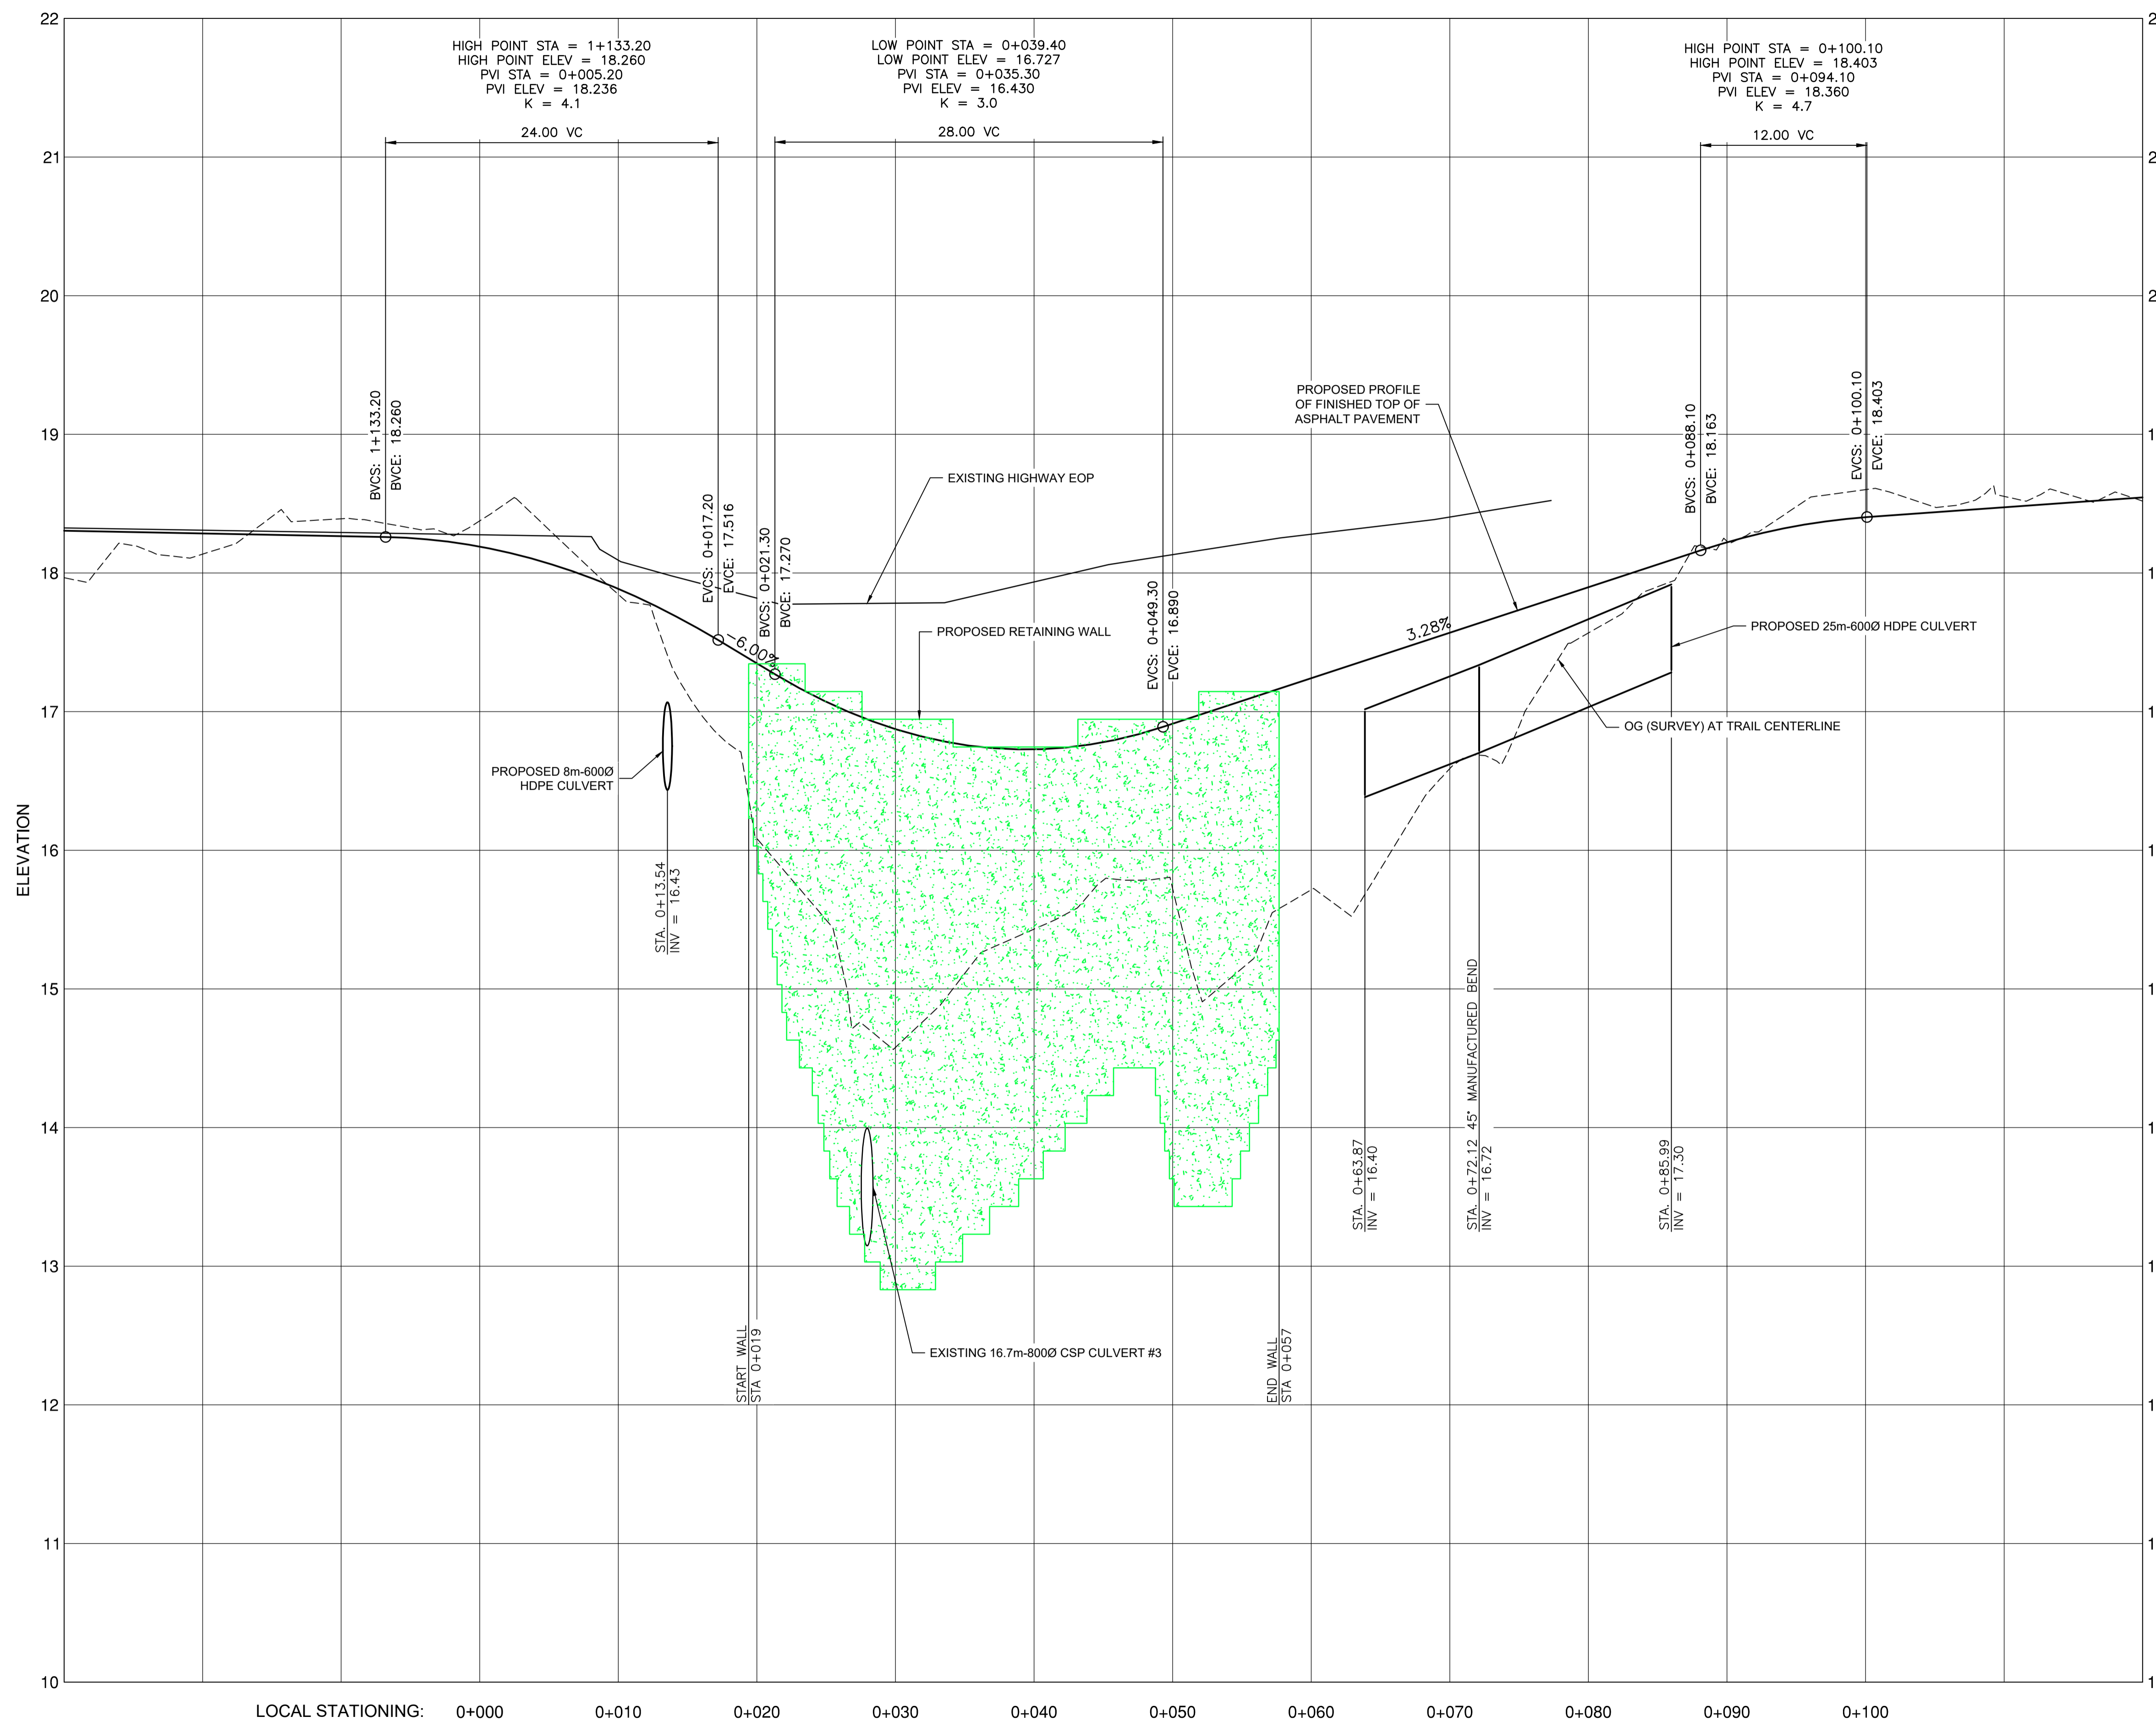 22
21
20
19
18
17
16
15
14
13
12
11
10
ELEVATION
HIGH POINT STA = 1+133.20
HIGH POINT ELEV = 18.260
PVI STA = 0+005.20
PVI ELEV = 18.236
K = 4.1
24.00 VC
LOW POINT STA = 0+039.40
LOW POINT ELEV = 16.727
PVI STA = 0+035.30
PVI ELEV = 16.430
K = 3.0
28.00 VC
HIGH POINT STA = 0+100.10
HIGH POINT ELEV = 18.403
PVI STA = 0+094.10
PVI ELEV = 18.360
K = 4.7
12.00 VC
BVCS: 1+133.20
BVCE: 18.260
EVCS: 0+017.20
EVCE: 17.516
BVCS: 0+021.30
BVCE: 17.270
EVCS: 0+049.30
EVCE: 16.890
BVCS: 0+088.10
BVCE: 18.163
EVCS: 0+100.10
EVCE: 18.403
PROPOSED PROFILE
OF FINISHED TOP OF
ASPHALT PAVEMENT
EXISTING HIGHWAY EOP
PROPOSED RETAINING WALL
-6.00%
3.28%
PROPOSED 25m-600Ø HDPE CULVERT
OG (SURVEY) AT TRAIL CENTERLINE
PROPOSED 8m-600Ø
HDPE CULVERT
STA. 0+13.54
INV = 16.43
STA. 0+63.87
INV = 16.40
STA. 0+72.12 45° MANUFACTURED BEND
INV = 16.72
STA. 0+85.99
INV = 17.30
START WALL
STA 0+019
END WALL
STA 0+057
EXISTING 16.7m-800Ø CSP CULVERT #3
LOCAL STATIONING:
0+000
0+010
0+020
0+030
0+040
0+050
0+060
0+070
0+080
0+090
0+100